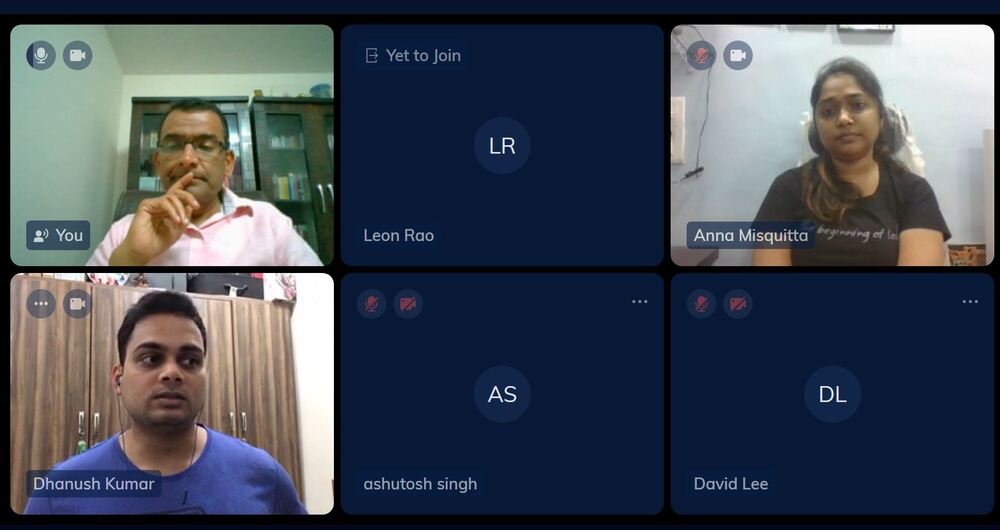 Yet to Join
LR
You
Leon Rao
Anna Misquitta
beginning of
AS
DL
Dhanush Kumar
ashutosh singh
David Lee